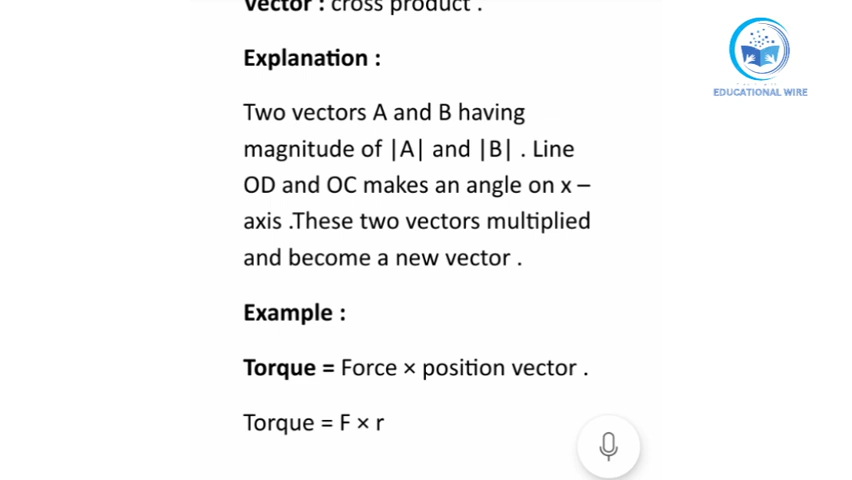 Vector : cross product .
Explanation :
Two vectors A and B having
magnitude of |A| and |B| . Line
OD and OC makes an angle on x –
axis .These two vectors multiplied
and become a new vector .
Example :
Torque = Force × position vector .
Torque = F × r
EDUCATIONAL WIRE